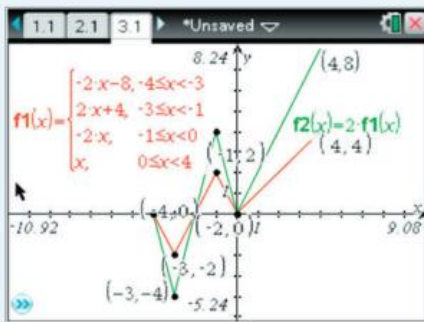 1.1 2.1 3.1 *Unsaved
8.24 y
(4,8)
f1(x)= { -2·x-8, -4≤x<-3
2·x+4, -3≤x<-1
-2·x, -1≤x<0
x, 0≤x<4
f2(x)=2·f1(x)
(4,4)
(-1,2)
1
(-4,0)
x
-10.92
(-2,0)
1
9.08
(-3,-2)
(-3,-4)
-5.24